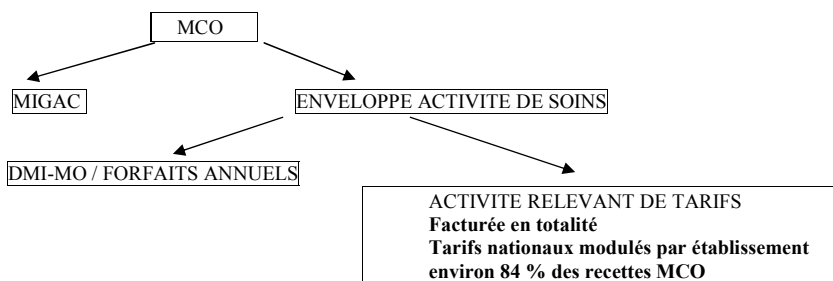 MCO
MIGAC
ENVELOPPE ACTIVITE DE SOINS
DMI-MO / FORFAITS ANNUELS
ACTIVITE RELEVANT DE TARIFS
Facturée en totalité
Tarifs nationaux modulés par établissement
environ 84 % des recettes MCO